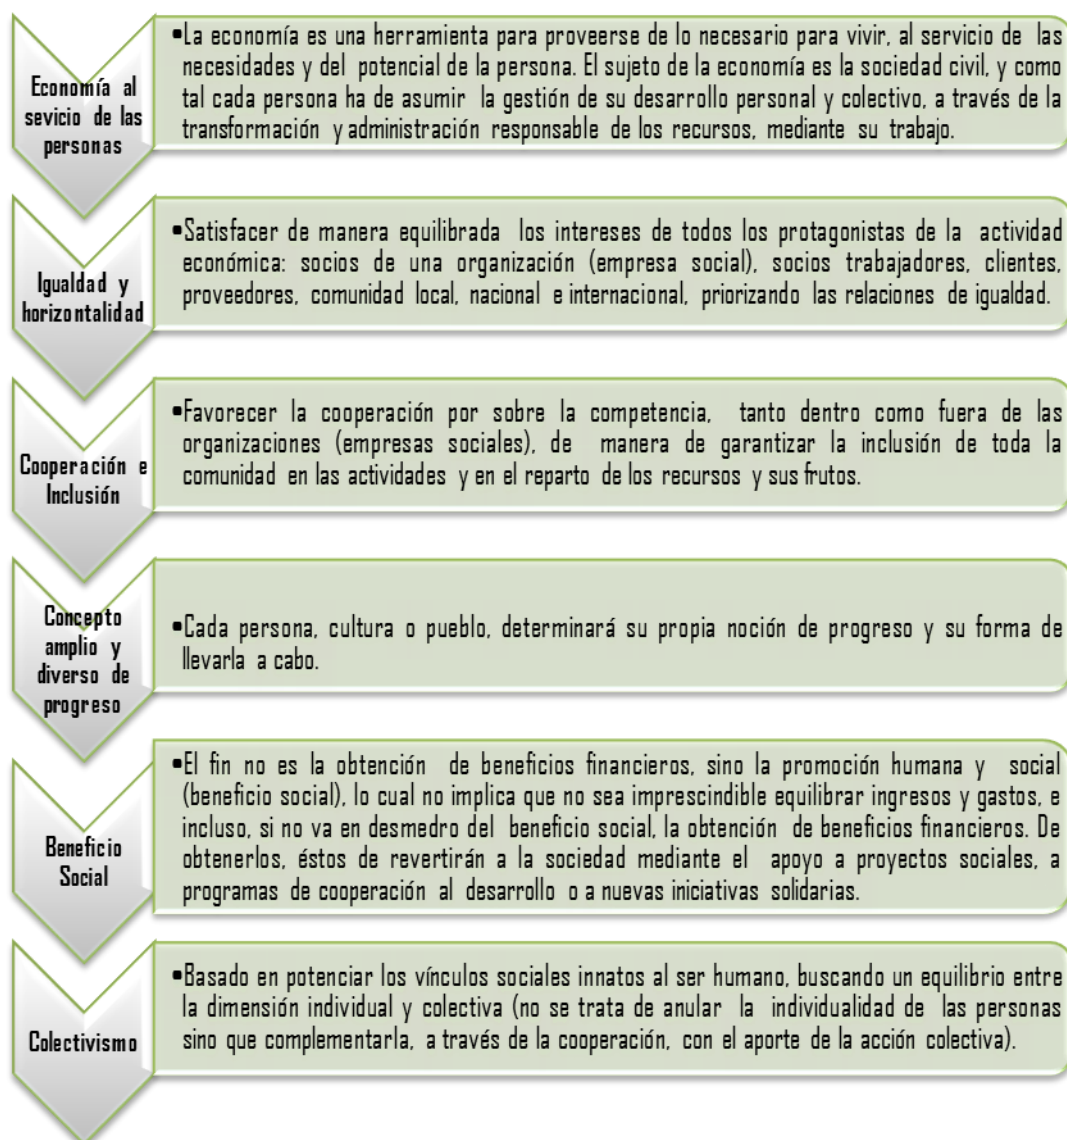 Economía al
sevicio de las
personas
•La economía es una herramienta para proveerse de lo necesario para vivir, al servicio de las
necesidades y del potencial de la persona. El sujeto de la economía es la sociedad civil, y como
tal cada persona ha de asumir la gestión de su desarrollo personal y colectivo, a través de la
transformación y administración responsable de los recursos, mediante su trabajo.
Igualdad y
horizontalidad
•Satisfacer de manera equilibrada los intereses de todos los protagonistas de la actividad
económica: socios de una organización (empresa social), socios trabajadores, clientes,
proveedores, comunidad local, nacional e internacional, priorizando las relaciones de igualdad.
Cooperación e
Inclusión
•Favorecer la cooperación por sobre la competencia, tanto dentro como fuera de las
organizaciones (empresas sociales), de manera de garantizar la inclusión de toda la
comunidad en las actividades y en el reparto de los recursos y sus frutos.
Concepto
amplio y
diverso de
progreso
•Cada persona, cultura o pueblo, determinará su propia noción de progreso y su forma de
llevarla a cabo.
Beneficio
Social
•El fin no es la obtención de beneficios financieros, sino la promoción humana y social
(beneficio social), lo cual no implica que no sea imprescindible equilibrar ingresos y gastos, e
incluso, si no va en desmedro del beneficio social, la obtención de beneficios financieros. De
obtenerlos, éstos de revertirán a la sociedad mediante el apoyo a proyectos sociales, a
programas de cooperación al desarrollo o a nuevas iniciativas solidarias.
Colectivismo
•Basado en potenciar los vínculos sociales innatos al ser humano, buscando un equilibrio entre
la dimensión individual y colectiva (no se trata de anular la individualidad de las personas
sino que complementarla, a través de la cooperación, con el aporte de la acción colectiva).